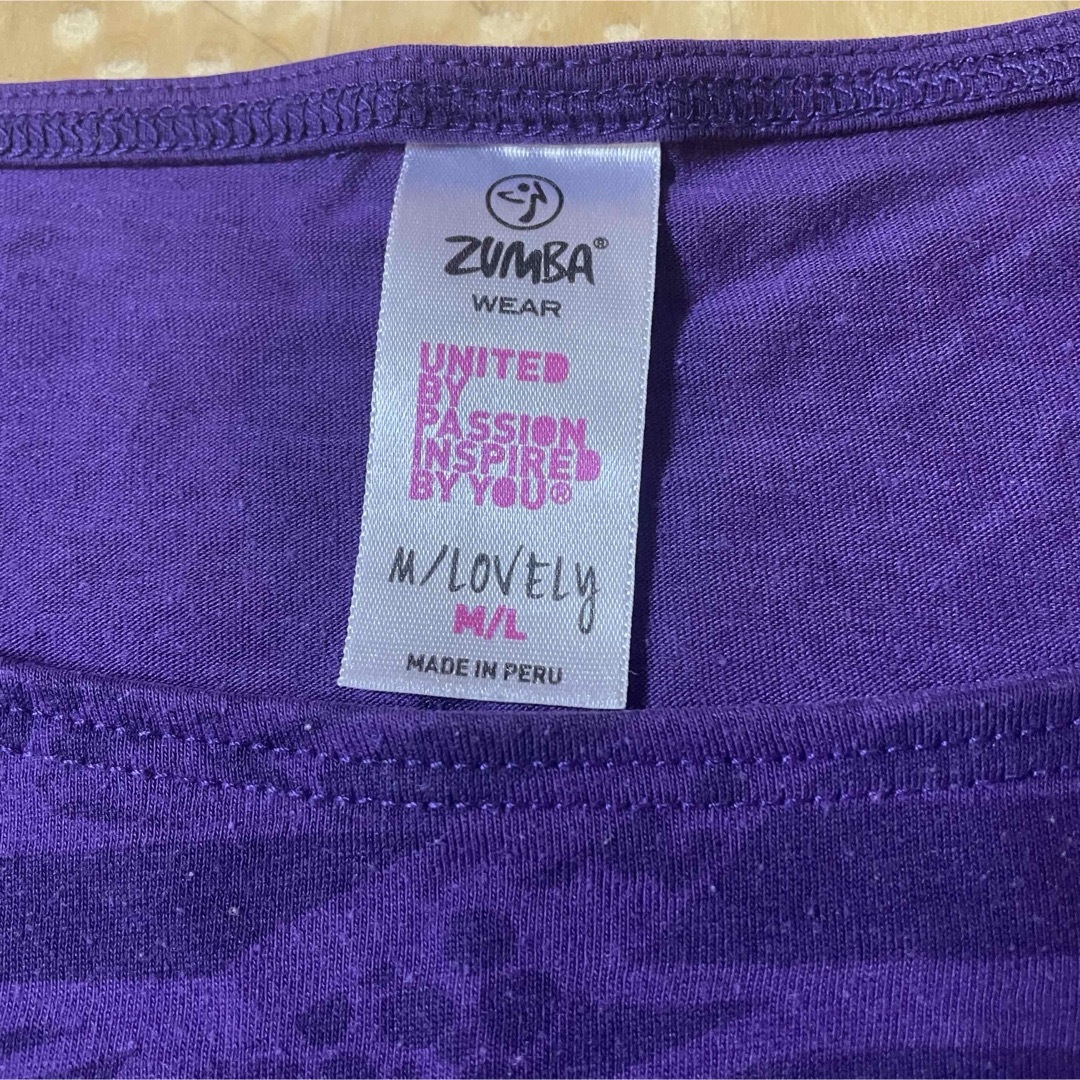 ZUMBA®
WEAR
UNITED
BY
PASSION
INSPIRED
BY YOU®
M/LOVELY
M/L
MADE IN PERU